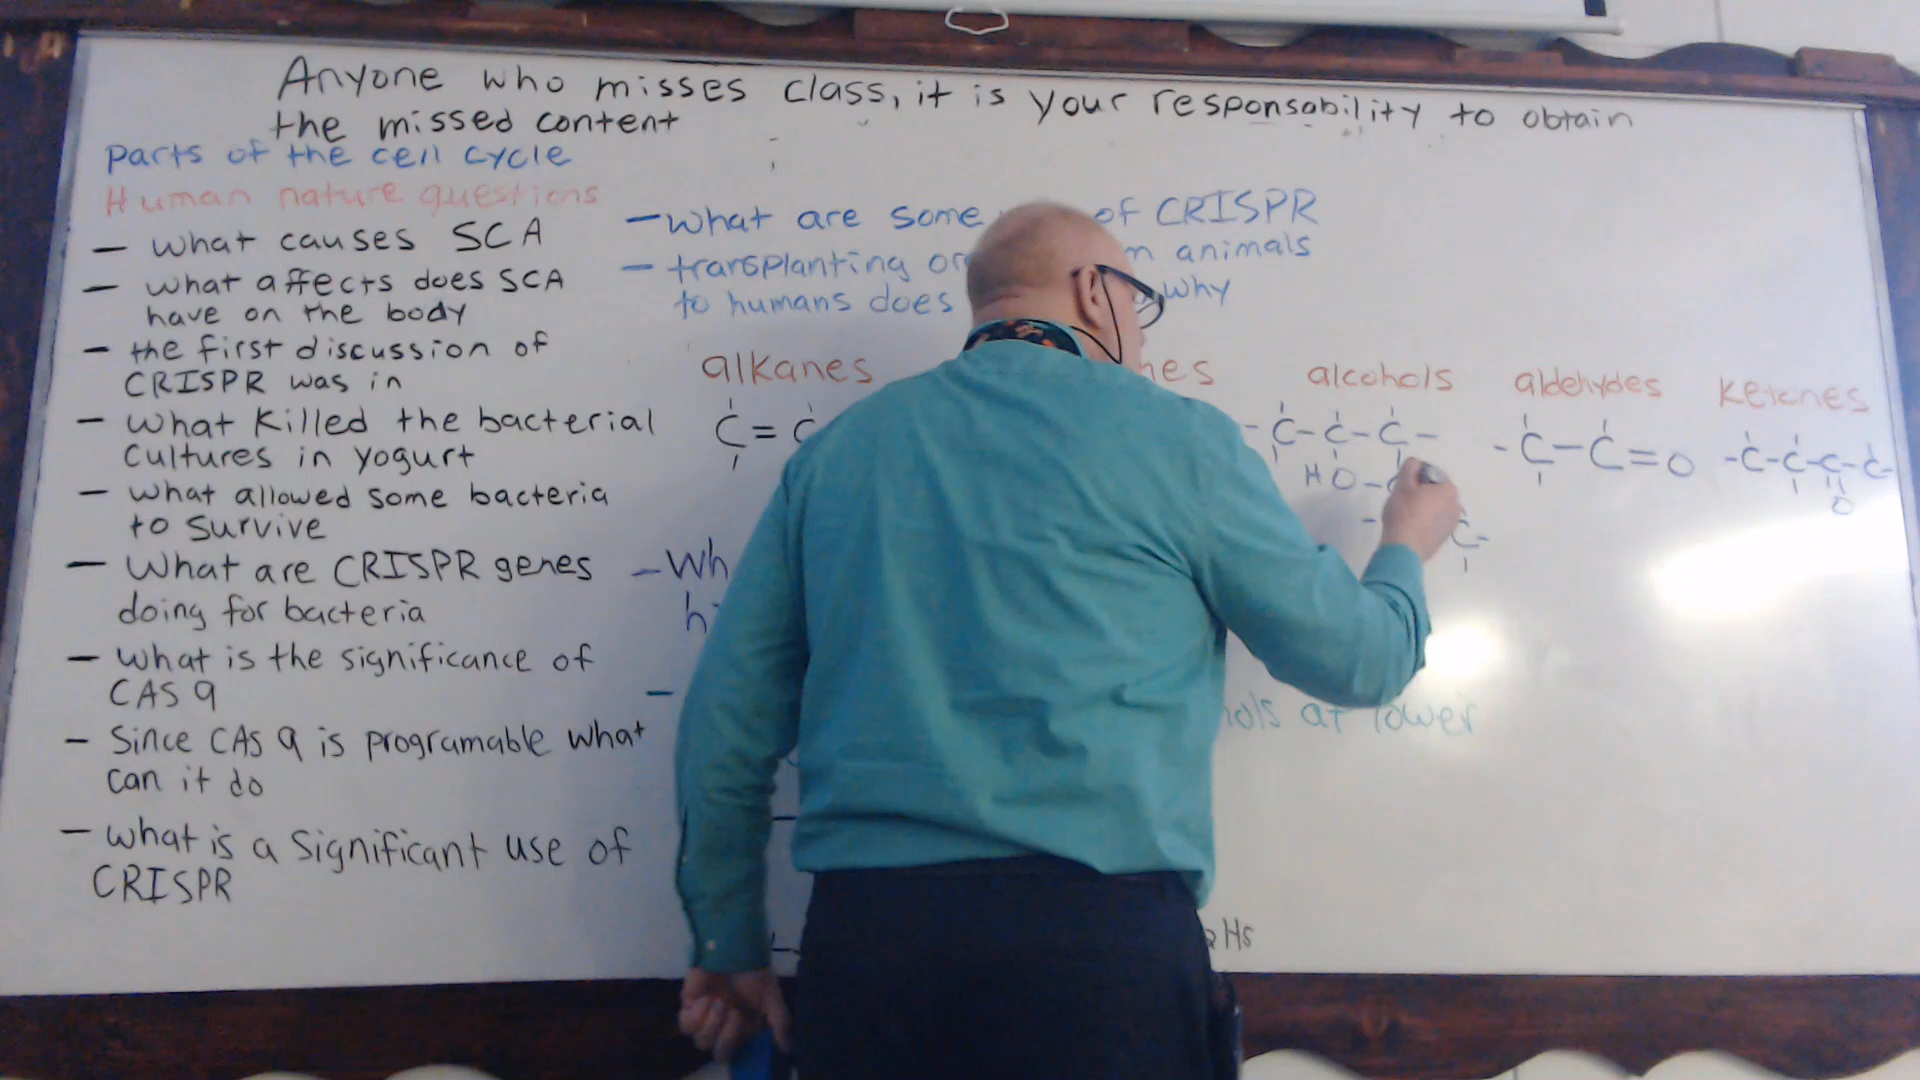 Anyone who misses class, it is your responsability to obtain
the missed content
parts of the cell cycle
Human nature questions
- what causes SCA
- what affects does SCA
have on the body
- the first discussion of
CRISPR was in
- what killed the bacterial
cultures in yogurt
- what allowed some bacteria
to survive
- What are CRISPR genes
doing for bacteria
- what is the significance of
CAS 9
- Since CAS 9 is programable what
can it do
- what is a significant use of
CRISPR
- what are some of CRISPR
- transplanting animals
to humans does why
alkanes alcohols aldehydes ketones
C = C
- C - C - C -
HO -
C -
- C - C = O
- C - C - C - C -
O
at lower